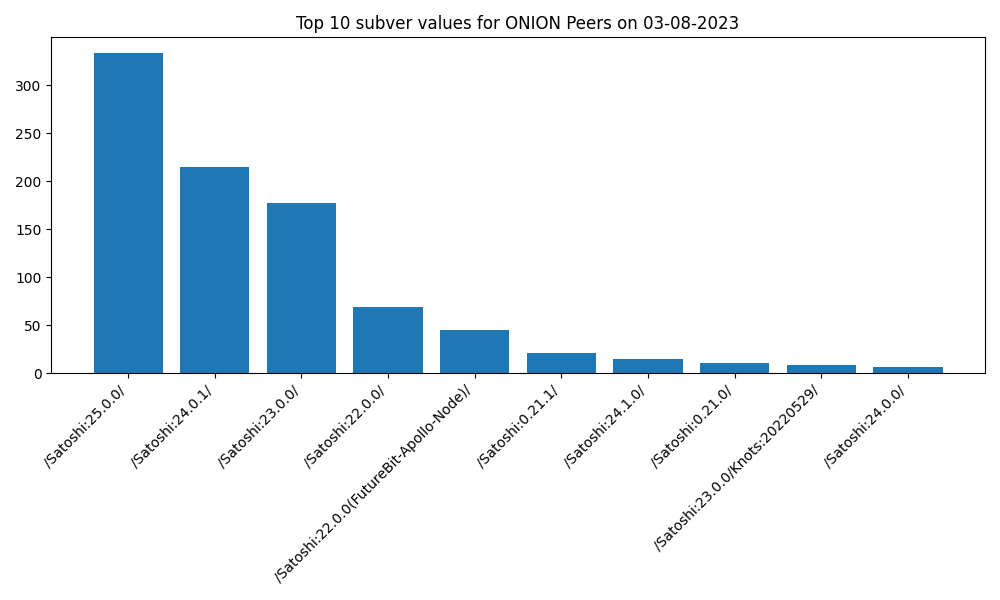 Top 10 subver values for ONION Peers on 03-08-2023
300
250
200
150
100
50
0
/Satoshi:25.0.0/
/Satoshi:24.0.1/
/Satoshi:23.0.0/
/Satoshi:22.0.0/
/Satoshi:22.0.0(FutureBit-Apollo-Node)/
/Satoshi:0.21.1/
/Satoshi:24.1.0/
/Satoshi:0.21.0/
/Satoshi:23.0.0/Knots:20220529/
/Satoshi:24.0.0/